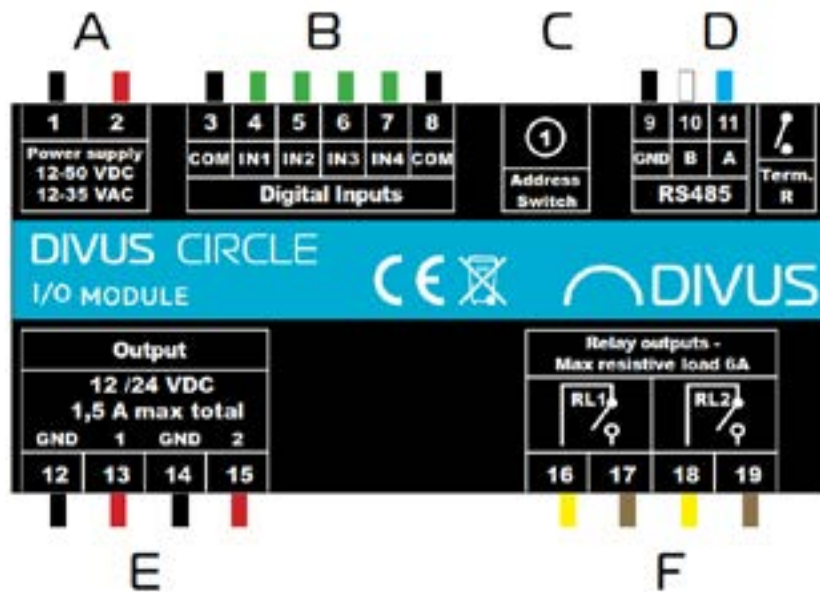 A B C D
1 2
Power supply
12-50 VDC
12-35 VAC
3 4 5 6 7 8
COM IN1 IN2 IN3 IN4 COM
Digital Inputs
1
Address
Switch
9 10 11
GND B A
RS485
Term.
R
DIVUS CIRCLE
I/O MODULE
CE
DIVUS
Output
12 /24 VDC
1,5 A max total
GND 1 GND 2
12 13 14 15
Relay outputs -
Max resistive load 6A
RL1 RL2
16 17 18 19
E F